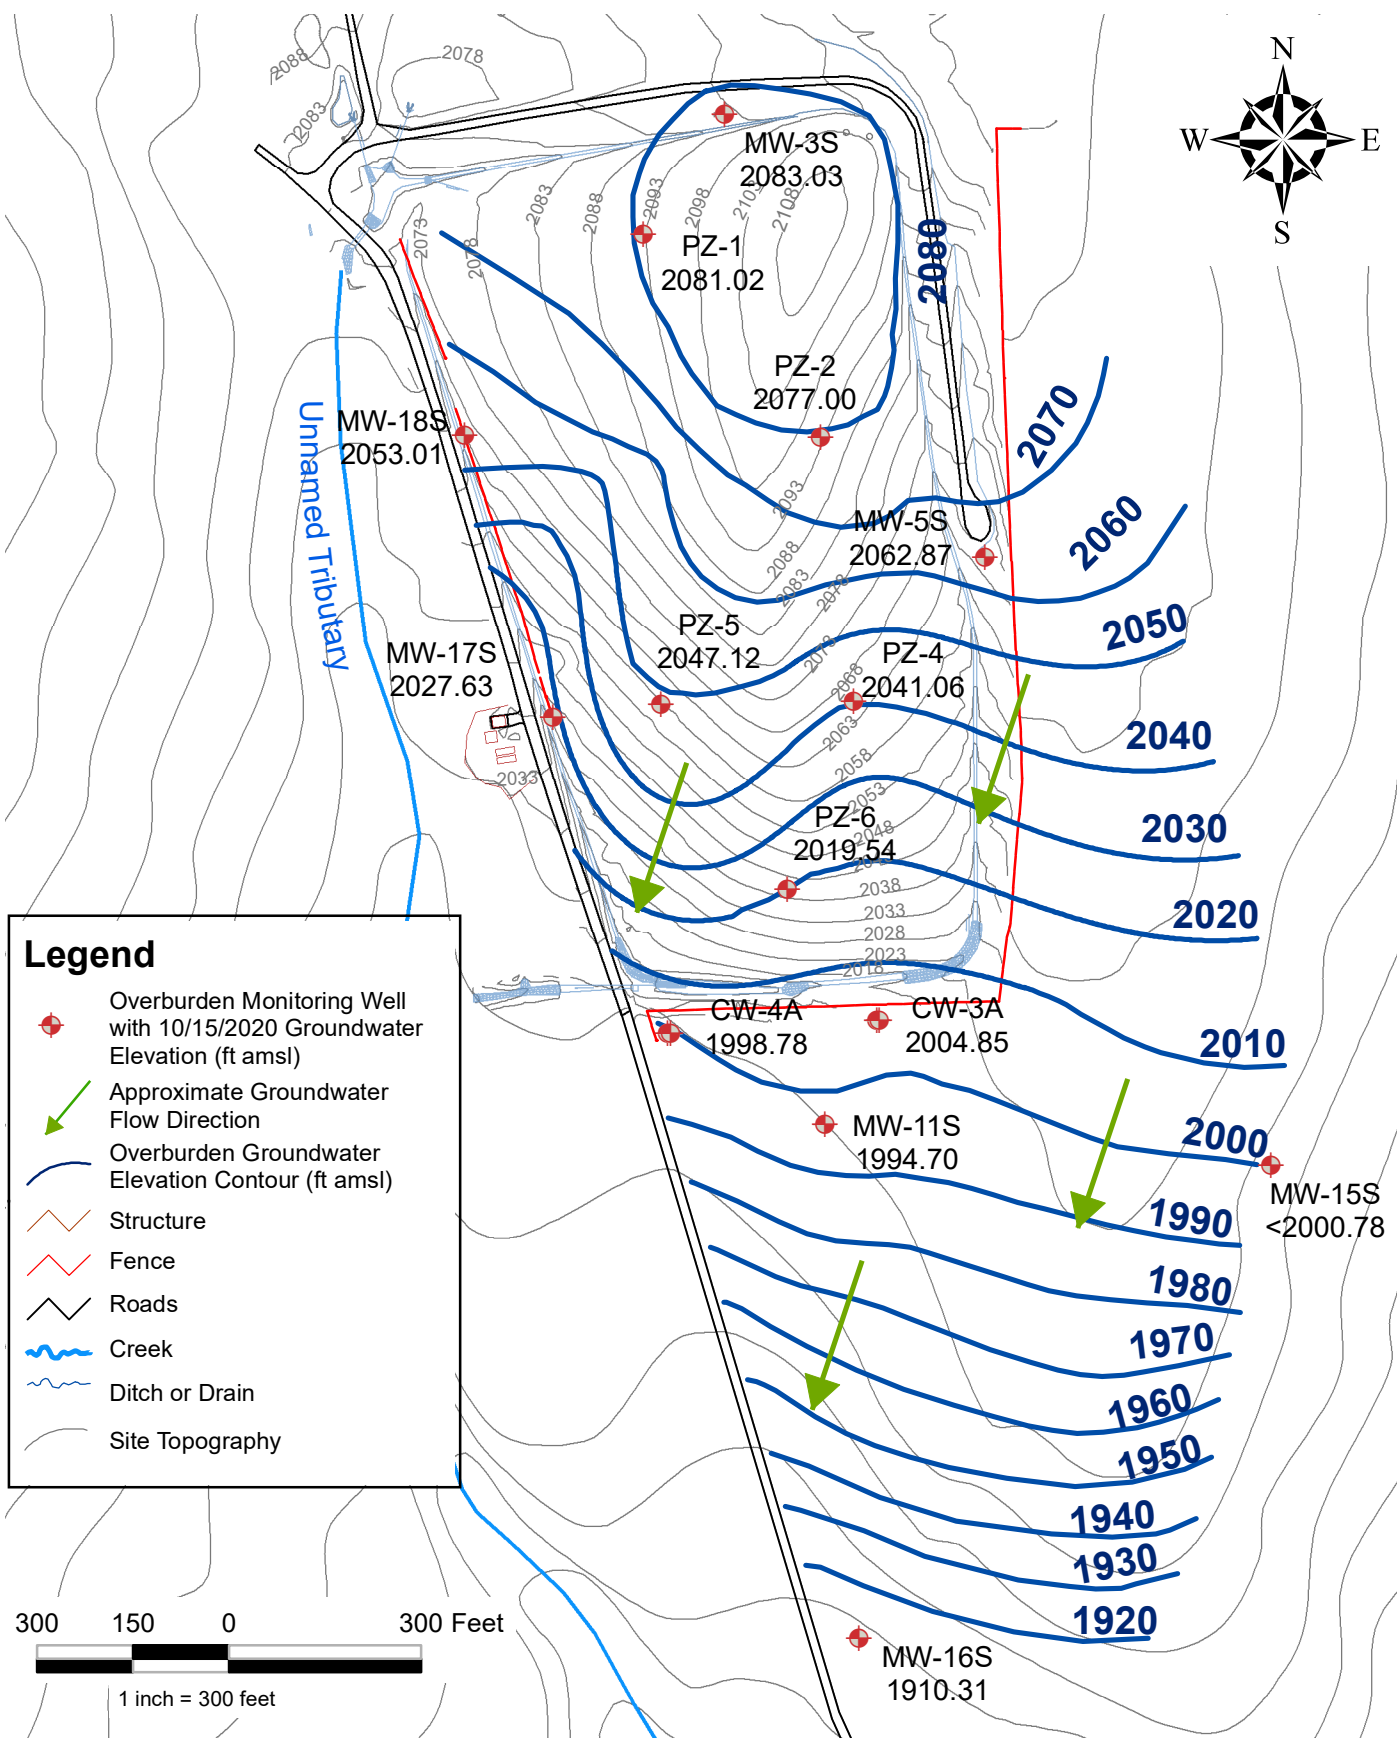 N
W
E
S
2088
2078
2083
MW-3S
2083.03
2083
2088
2093
2098
2108
2073
2078
PZ-1
2081.02
2080
PZ-2
2077.00
2070
MW-18S
2053.01
Unnamed Tributary
2093
MW-5S
2062.87
2060
2088
2083
2078
2050
PZ-5
2047.12
2073
PZ-4
2041.06
2068
MW-17S
2027.63
2063
2040
2058
2033
2053
PZ-6
2019.54
2048
2030
2038
2033
2020
2028
2023
2018
CW-4A
1998.78
CW-3A
2004.85
2010
MW-11S
1994.70
2000
MW-15S
<2000.78
1990
1980
1970
1960
1950
1940
1930
1920
MW-16S
1910.31
Legend
Overburden Monitoring Well
with 10/15/2020 Groundwater
Elevation (ft amsl)
Approximate Groundwater
Flow Direction
Overburden Groundwater
Elevation Contour (ft amsl)
Structure
Fence
Roads
Creek
Ditch or Drain
Site Topography
300 150 0 300 Feet
1 inch = 300 feet